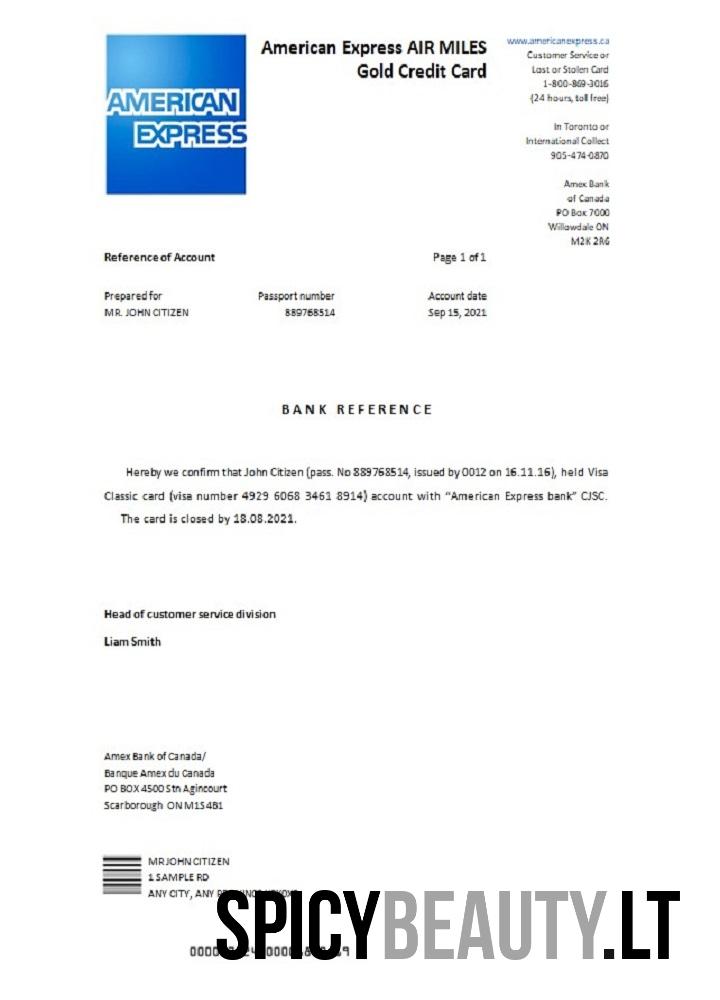 AMERICAN
EXPRESS
American Express AIR MILES
Gold Credit Card
www.americanexpress.ca
Customer Service or
Lost or Stolen Card
1-800-869-3016
(24 hours, toll free)
In Toronto or
International Collect
905-474-0870
Amex Bank
of Canada
PO Box 7000
Willowdale ON
M2K 2R6
Reference of Account
Page 1 of 1
Prepared for
Passport number
Account date
MR. JOHN CITIZEN
889768514
Sep 15, 2021
BANK REFERENCE
Hereby we confirm that John Citizen (pass. No 889768514, issued by 0012 on 16.11.16), held Visa
Classic card (visa number 4929 6068 3461 8914) account with "American Express bank" CJSC.
The card is closed by 18.08.2021.
Head of customer service division
Liam Smith
Amex Bank of Canada/
Banque Amex du Canada
PO BOX 4500 Stn Agincourt
Scarborough ON M1S4B1
MR JOHN CITIZEN
1 SAMPLE RD
ANY CITY, ANY
SPICYBEAUTY.LT